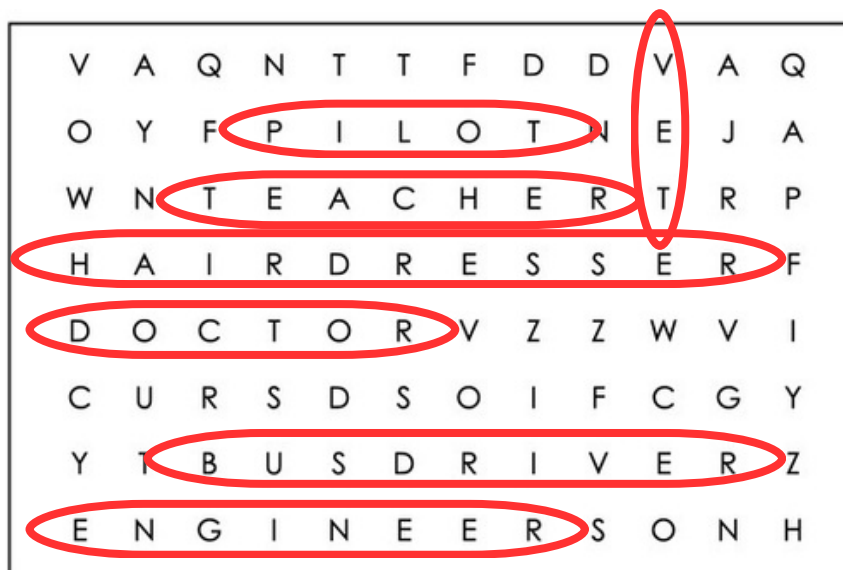 V A Q N T T F D D V A Q
O Y F P I L O T N E J A
W N T E A C H E R T R P
H A I R D R E S S E R F
D O C T O R V Z Z W V I
C U R S D S O I F C G Y
Y T B U S D R I V E R Z
E N G I N E E R S O N H